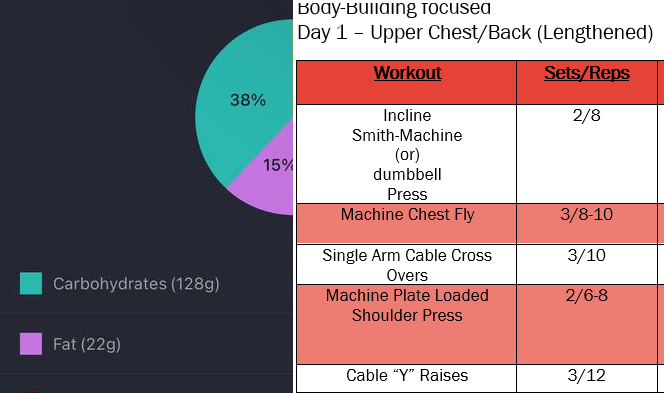 38%
15%
Carbohydrates (128g)
Fat (22g)
Body-Building focused
Day 1 – Upper Chest/Back (Lengthened)
Workout Sets/Reps
Incline 2/8
Smith-Machine
(or)
dumbbell
Press
Machine Chest Fly 3/8-10
Single Arm Cable Cross 3/10
Overs
Machine Plate Loaded 2/6-8
Shoulder Press
Cable “Y” Raises 3/12